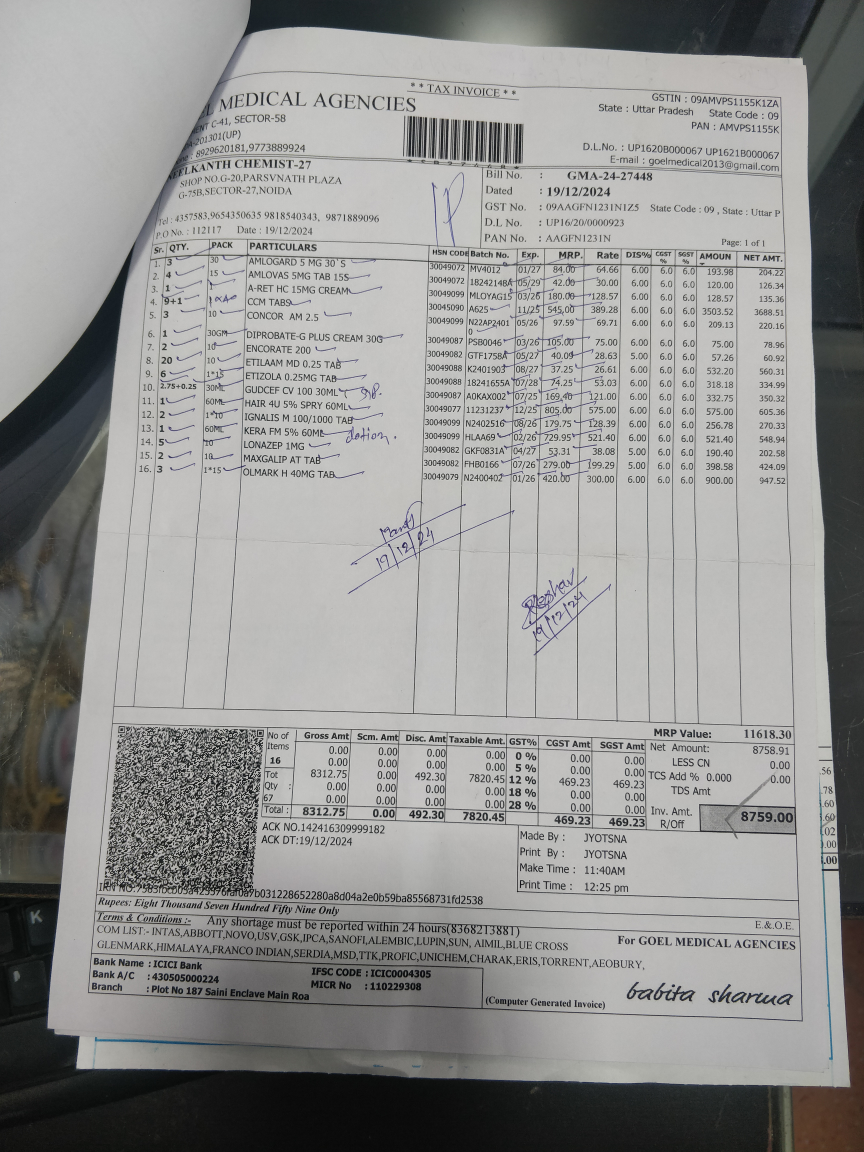 * * TAX INVOICE * *
MEDICAL AGENCIES
C-41, SECTOR-58
-201301(UP)
: 8929620181,9773889924
GSTIN : 09AMVPS1155K1ZA
State : Uttar Pradesh State Code : 09
PAN : AMVPS1155K
D.L.No. : UP1620B000067 UP1621B000067
E-mail : goelmedical2013@gmail.com
CHEMIST-27
SHOP NO.G-20,PARSVNATH PLAZA
G-75B,SECTOR-27,NOIDA
Tel : 4357583,9654350635 9818540343, 9871889096
P.O No. : 112117 Date : 19/12/2024
Bill No. : GMA-24-27448
Dated : 19/12/2024
GST No. : 09AAGFN1231N1Z5 State Code : 09 , State : Uttar P
D.L No. : UP16/20/0000923
PAN No. : AAGFN1231N
Page: 1 of 1
Sr. QTY. PACK PARTICULARS HSN CODE Batch No. Exp. MRP. Rate DIS% CGST % SGST % AMOUN NET AMT.
1. 3 30 AMLOGARD 5 MG 30`S 30049072 MV4012 01/27 84.00 64.66 6.00 6.0 6.0 193.98 204.22
2. 4 15 AMLOVAS 5MG TAB 15S 30049072 18242148A 05/29 42.00 30.00 6.00 6.0 6.0 120.00 126.34
3. 1 A-RET HC 15MG CREAM 30049099 MLOYAG15 03/26 180.00 128.57 6.00 6.0 6.0 128.57 135.36
4. 9+1 CCM TABS 30045090 A625 11/25 545.00 389.28 6.00 6.0 6.0 3503.52 3688.51
5. 3 10 CONCOR AM 2.5 30049099 N22AP2401 0 05/26 97.59 69.71 6.00 6.0 6.0 209.13 220.16
6. 1 30GM DIPROBATE-G PLUS CREAM 30G 30049087 PSB0046 03/26 105.00 75.00 6.00 6.0 6.0 75.00 78.96
7. 2 10 ENCORATE 200 30049082 GTF1758A 05/27 40.09 28.63 5.00 6.0 6.0 57.26 60.92
8. 20 10 ETILAAM MD 0.25 TAB 30049088 K2401903 08/27 37.25 26.61 6.00 6.0 6.0 532.20 560.31
9. 6 1*15 ETIZOLA 0.25MG TAB 30049088 18241655A 07/28 74.25 53.03 6.00 6.0 6.0 318.18 334.99
10. 2.75+0.25 30ML GUDCEF CV 100 30ML 30049099 A0KAX002 07/25 169.40 121.00 6.00 6.0 6.0 332.75 350.32
11. 1 60ML HAIR 4U 5% SPRY 60ML 30049077 11231237 12/25 805.00 575.00 6.00 6.0 6.0 575.00 605.36
12. 2 1*10 IGNALIS M 100/1000 TAB 30049099 N2402516 08/26 179.75 128.39 6.00 6.0 6.0 256.78 270.33
13. 1 60ML KERA FM 5% 60ML lotion. 30049099 HLAA69 02/26 729.95 521.40 6.00 6.0 6.0 521.40 548.94
14. 5 10 LONAZEP 1MG 30049082 GKF0831A 04/27 53.31 38.08 5.00 6.0 6.0 190.40 202.58
15. 2 10 MAXGALIP AT TAB 30049082 FHB0166 07/26 279.00 199.29 5.00 6.0 6.0 398.58 424.09
16. 3 1*15 OLMARK H 40MG TAB 30049079 N2400402 01/26 420.00 300.00 6.00 6.0 6.0 900.00 947.52
19/12/24
Keshav
19/12/24
MRP Value: 11618.30
No of Items 16
Tot Qty : 67
Gross Amt Scm. Amt Disc. Amt Taxable Amt. GST% CGST Amt SGST Amt
0.00 0.00 0.00 0.00 0 % 0.00 0.00
0.00 0.00 0.00 0.00 5 % 0.00 0.00
8312.75 0.00 492.30 7820.45 12 % 469.23 469.23
0.00 0.00 0.00 0.00 18 % 0.00 0.00
0.00 0.00 0.00 0.00 28 % 0.00 0.00
Total : 8312.75 0.00 492.30 7820.45 469.23 469.23
Net Amount: 8758.91
LESS CN 0.00
TCS Add % 0.000 0.00
TDS Amt
Inv. Amt. 8759.00
R/Off
ACK NO.142416309999182
ACK DT:19/12/2024
Made By : JYOTSNA
Print By : JYOTSNA
Make Time : 11:40AM
Print Time : 12:25 pm
Rupees: Eight Thousand Seven Hundred Fifty Nine Only
Terms & Conditions :- Any shortage must be reported within 24 hours(8368213881)
E.&.O.E.
COM LIST:- INTAS,ABBOTT,NOVO,USV,GSK,IPCA,SANOFI,ALEMBIC,LUPIN,SUN, AIMIL,BLUE CROSS
GLENMARK,HIMALAYA,FRANCO INDIAN,SERDIA,MSD,TTK,PROFIC,UNICHEM,CHARAK,ERIS,TORRENT,AEOBURY,
For GOEL MEDICAL AGENCIES
Bank Name : ICICI Bank
Bank A/C : 430505000224
Branch : Plot No 187 Saini Enclave Main Roa
IFSC CODE : ICIC0004305
MICR No : 110229308
(Computer Generated Invoice)
babita sharma